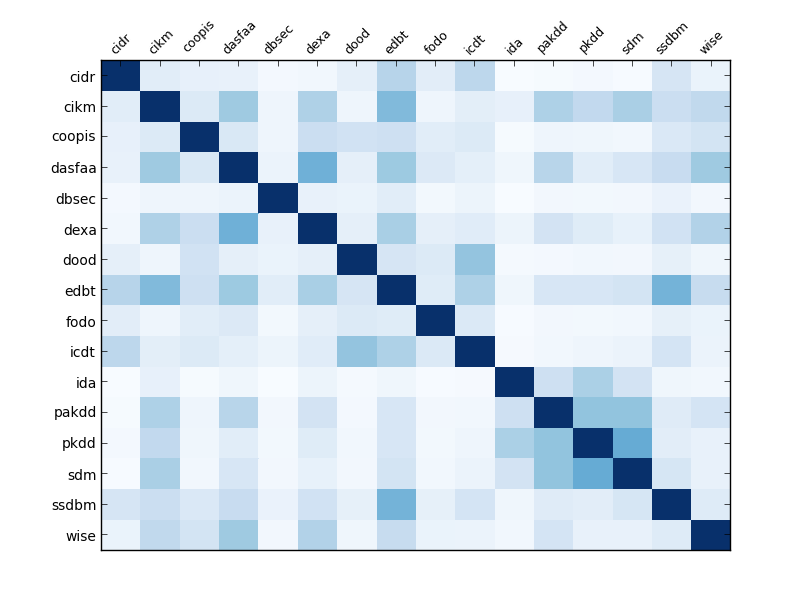 cidr cikm coopis dasfaa dbsec dexa dood edbt fodo icdt ida pakdd pkdd sdm ssdbm wise
cidr
cikm
coopis
dasfaa
dbsec
dexa
dood
edbt
fodo
icdt
ida
pakdd
pkdd
sdm
ssdbm
wise